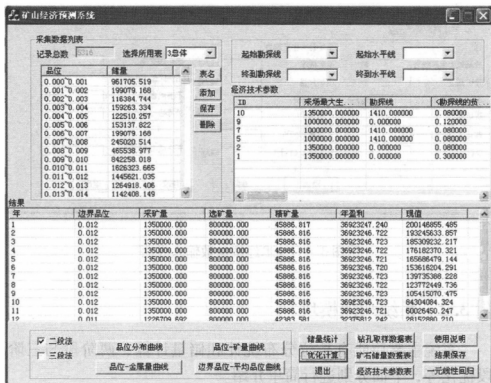 矿山经济预测系统
采集数据列表
记录总数 选择所用表 3总体
起始勘探线 起始水平线
终到勘探线 终到水平线
品位 储量
0.000~0.001 961705.519
0.001~0.002 199079.168
0.002~0.003 116384.744
0.003~0.004 159263.334
0.004~0.005 122510.257
0.005~0.006 153137.822
0.006~0.007 199079.168
0.007~0.008 245020.514
0.008~0.009 465538.977
0.009~0.010 842258.018
0.010~0.011 1626323.665
0.011~0.012 1445621.035
0.012~0.013 1264918.406
0.013~0.014 1142408.149
表名
添加
保存
删除
经济技术参数
ID 采场最大生... 勘探线 <勘探线的贫...
10 1350000.000000 1410.000000 0.080000
9 1000000.000000 0.000000 0.120000
7 1000000.000000 1410.000000 0.080000
5 1000000.000000 1410.000000 0.080000
2 1350000.000000 0.000000 0.080000
1 1350000.000000 0.000000 0.300000
结果
年 边界品位 采矿量 选矿量 精矿量 年盈利 现值
1 0.012 1350000.000 800000.000 45886.817 36923247.240 200146855.485
2 0.012 1350000.000 800000.000 45886.816 36923246.722 193245633.857
3 0.012 1350000.000 800000.000 45886.816 36923246.722 185309232.217
4 0.012 1350000.000 800000.000 45886.816 36923246.722 176182370.321
5 0.012 1350000.000 800000.000 45886.816 36923246.721 165686479.144
6 0.012 1350000.000 800000.000 45886.816 36923246.720 153616204.291
7 0.012 1350000.000 800000.000 45886.816 36923246.721 139735388.228
8 0.012 1350000.000 800000.000 45886.816 36923246.722 123772449.736
9 0.012 1350000.000 800000.000 45886.816 36923246.722 105415070.475
10 0.012 1350000.000 800000.000 45886.816 36923246.721 84304084.324
11 0.012 1350000.000 800000.000 45886.816 36923246.721 60026450.247
二段法
三段法
品位分布曲线 品位-矿量曲线
品位-金属量曲线 边界品位-平均品位曲线
储量统计 钻孔取样数据表 使用说明
优化计算 矿石储量数据表 结果保存
退出 经济技术参数表 一元线性回归